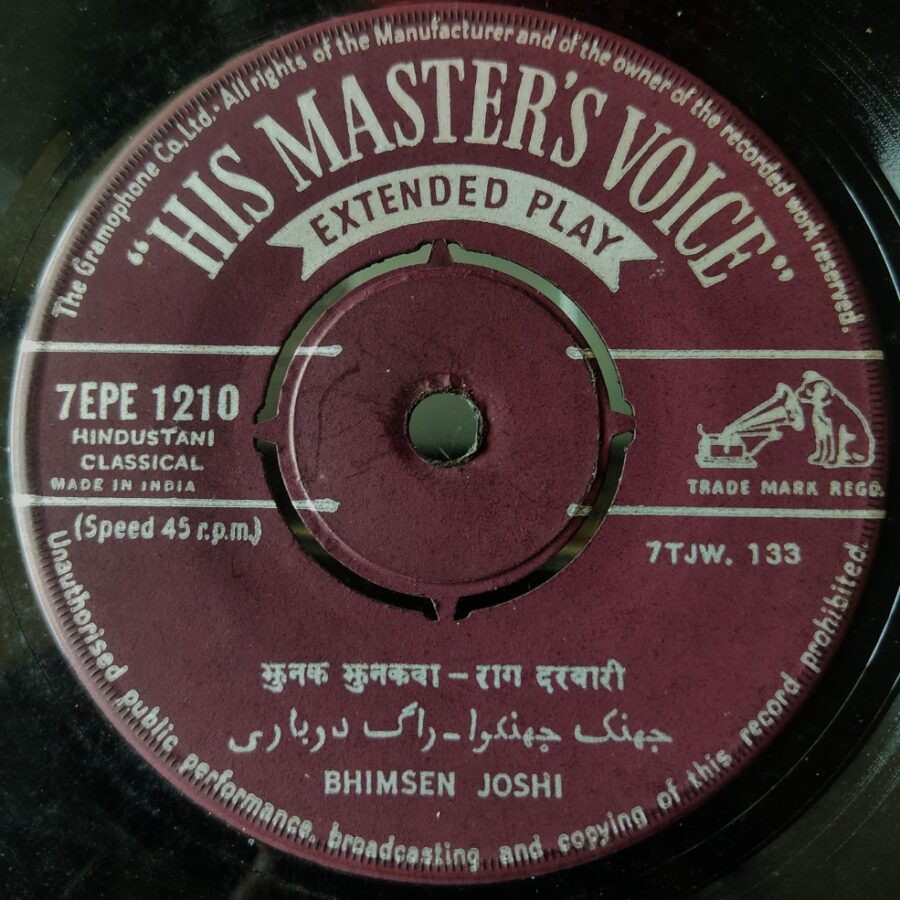 The Gramophone Co, Ltd · All rights of the Manufacturer and of the owner of the recorded work reserved.
"HIS MASTER'S VOICE"
EXTENDED PLAY
7EPE 1210
HINDUSTANI
CLASSICAL
MADE IN INDIA
TRADE MARK REGD.
(Speed 45 r.p.m.)
7TJW. 133
झुनक झुनकवा – राग दरबारी
جھنک جھنکوا - راگ درباری
BHIMSEN JOSHI
Unauthorised public performance, broadcasting and copying of this record prohibited.